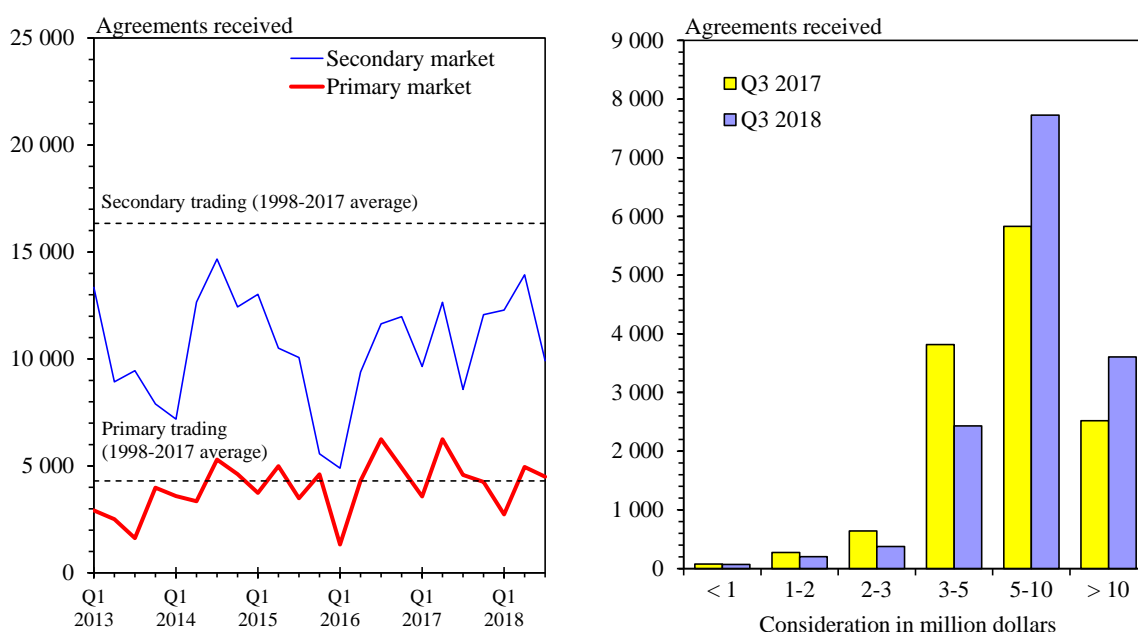 Agreements received
25 000
20 000
15 000
10 000
5 000
0
Secondary market
Primary market
Secondary trading (1998-2017 average)
Primary trading
(1998-2017 average)
Q1 Q1 Q1 Q1 Q1 Q1
2013 2014 2015 2016 2017 2018
Agreements received
9 000
8 000
7 000
6 000
5 000
4 000
3 000
2 000
1 000
0
Q3 2017
Q3 2018
< 1 1-2 2-3 3-5 5-10 > 10
Consideration in million dollars